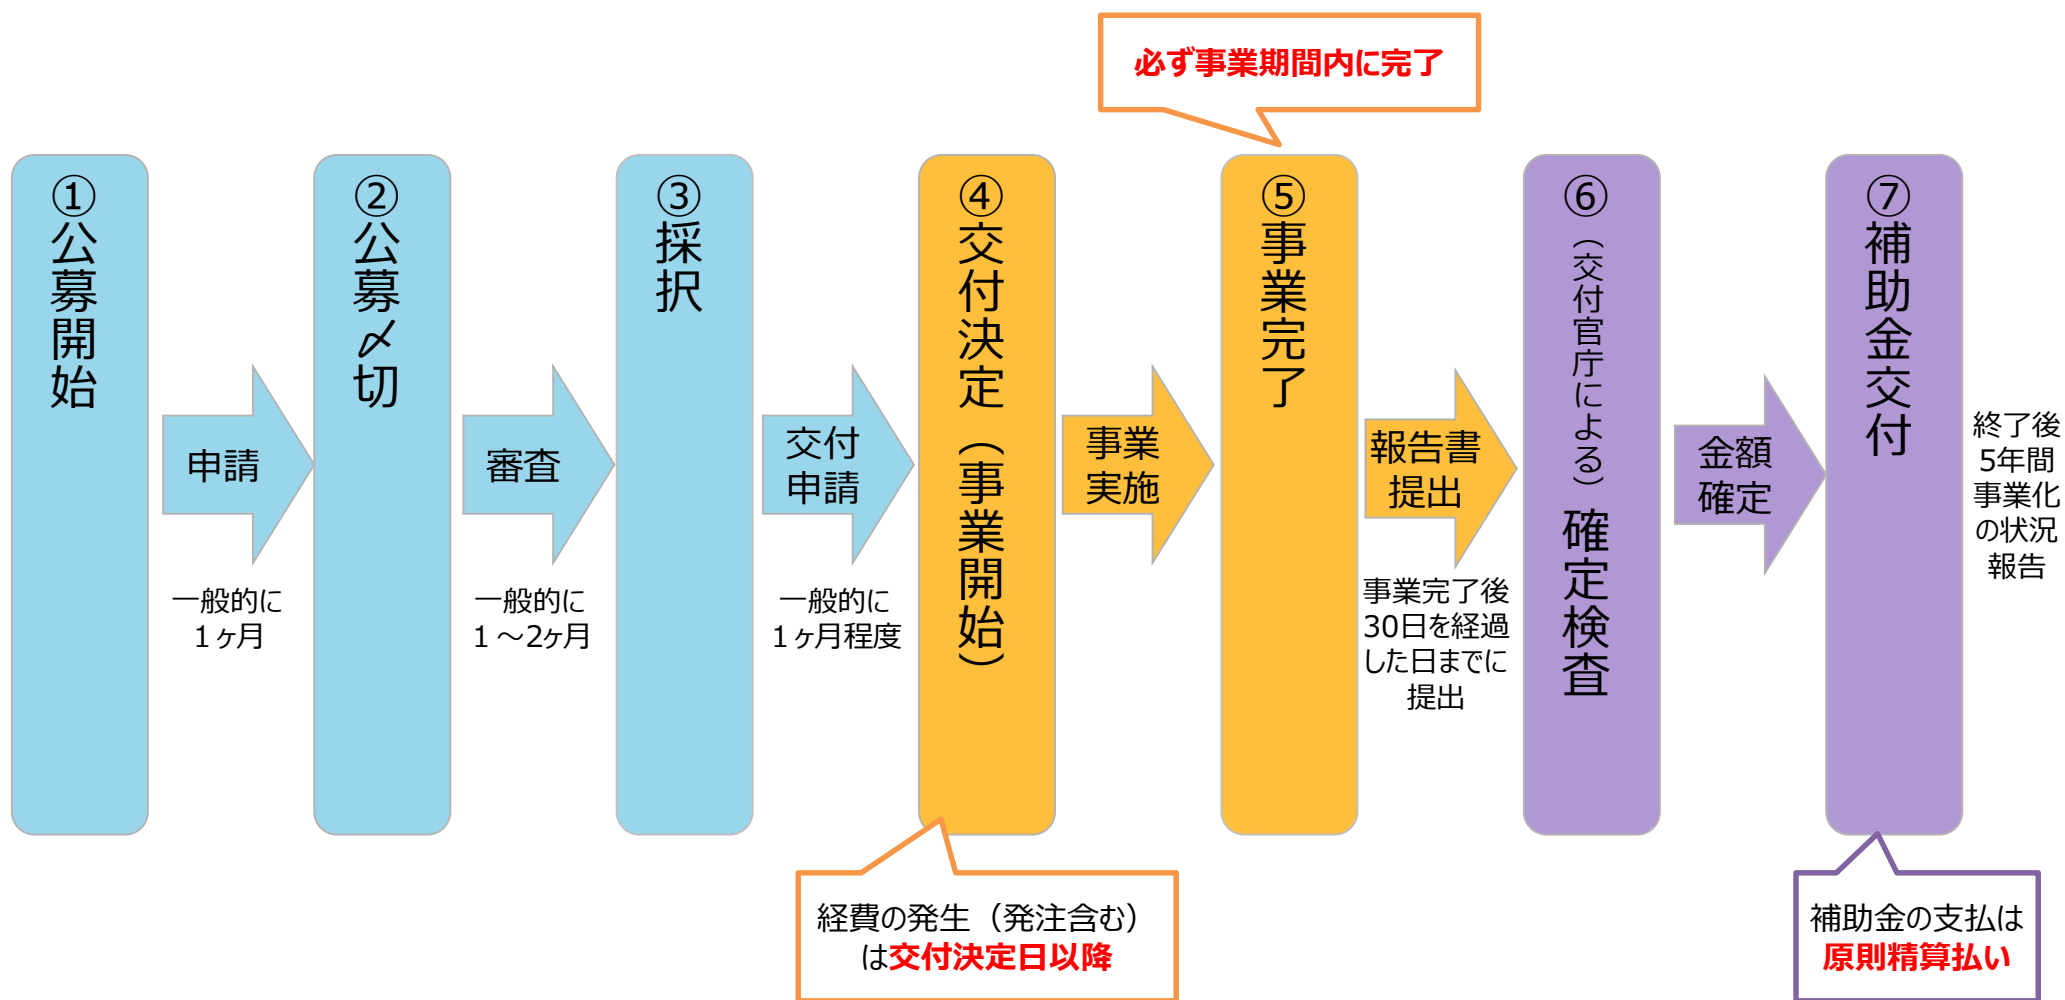 必ず事業期間内に完了
①公募開始
申請
一般的に
1ヶ月
②公募〆切
審査
一般的に
1～2ヶ月
③採択
交付
申請
一般的に
1ヶ月程度
④交付決定（事業開始）
事業
実施
⑤事業完了
報告書
提出
事業完了後
30日を経過
した日までに
提出
⑥（交付官庁による）確定検査
金額
確定
⑦補助金交付
終了後
5年間
事業化
の状況
報告
経費の発生（発注含む）
は交付決定日以降
補助金の支払は
原則精算払い